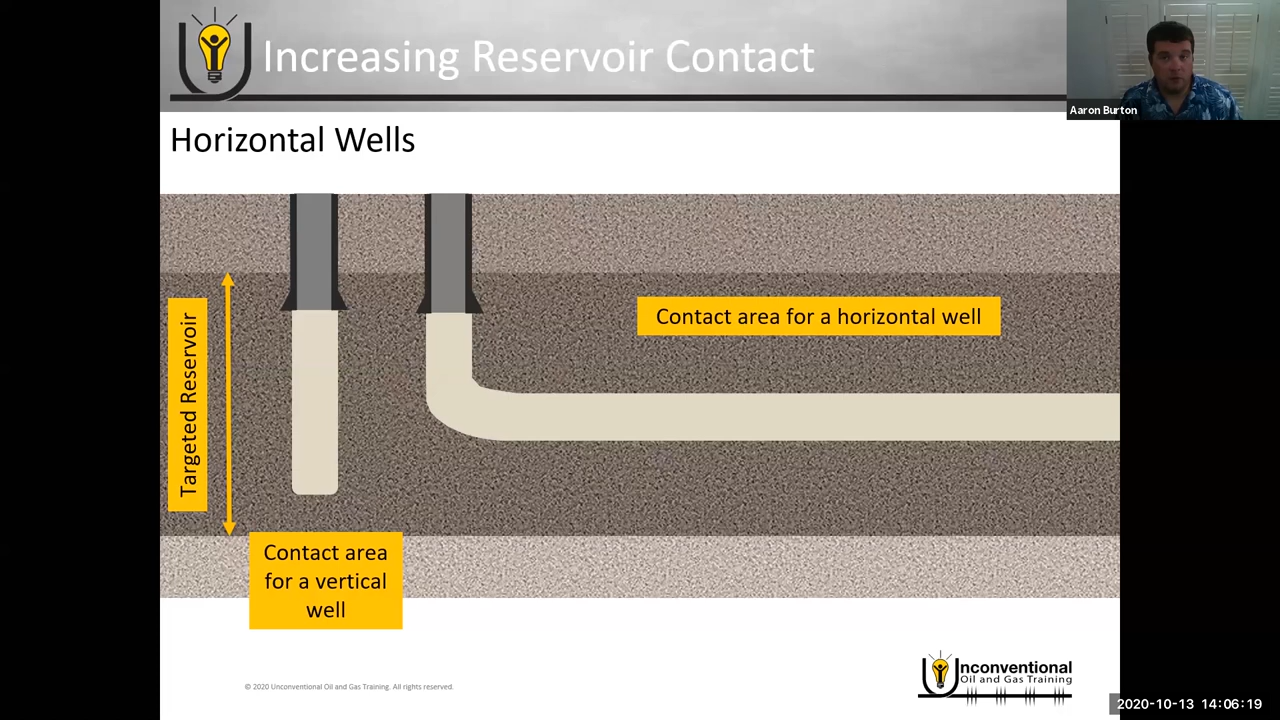 Increasing Reservoir Contact
Aaron Burton
Horizontal Wells
Targeted Reservoir
Contact area for a horizontal well
Contact area
for a vertical
well
© 2020 Unconventional Oil and Gas Training. All rights reserved.
Unconventional
Oil and Gas Training
2020-10-13 14:06:19